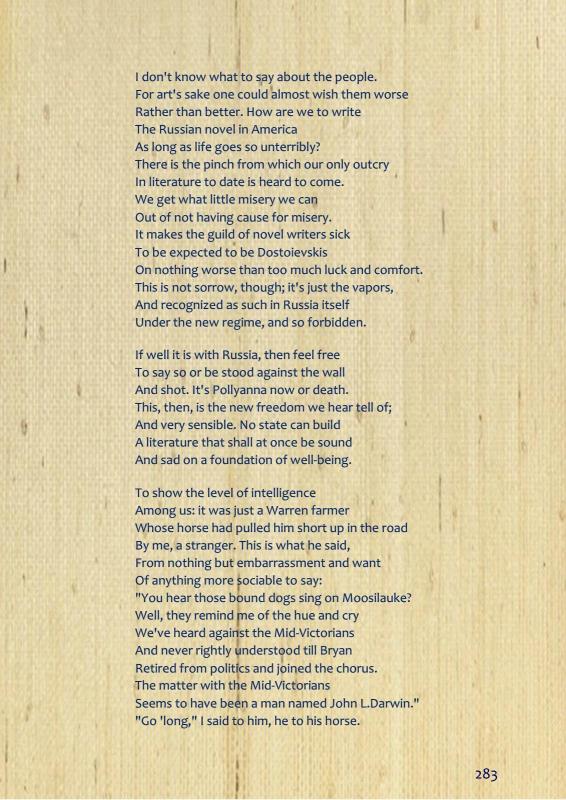 I don't know what to say about the people.
For art's sake one could almost wish them worse
Rather than better. How are we to write
The Russian novel in America
As long as life goes so unterribly?
There is the pinch from which our only outcry
In literature to date is heard to come.
We get what little misery we can
Out of not having cause for misery.
It makes the guild of novel writers sick
To be expected to be Dostoievskis
On nothing worse than too much luck and comfort.
This is not sorrow, though; it's just the vapors,
And recognized as such in Russia itself
Under the new regime, and so forbidden.
If well it is with Russia, then feel free
To say so or be stood against the wall
And shot. It's Pollyanna now or death.
This, then, is the new freedom we hear tell of;
And very sensible. No state can build
A literature that shall at once be sound
And sad on a foundation of well-being.
To show the level of intelligence
Among us: it was just a Warren farmer
Whose horse had pulled him short up in the road
By me, a stranger. This is what he said,
From nothing but embarrassment and want
Of anything more sociable to say:
"You hear those bound dogs sing on Moosilauke?
Well, they remind me of the hue and cry
We've heard against the Mid-Victorians
And never rightly understood till Bryan
Retired from politics and joined the chorus.
The matter with the Mid-Victorians
Seems to have been a man named John L.Darwin."
"Go 'long," I said to him, he to his horse.
283